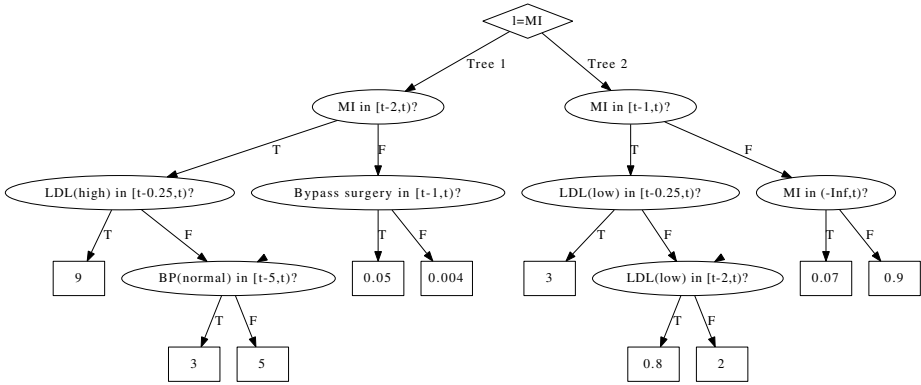 l=MI
Tree 1
Tree 2
MI in [t-2,t)?
MI in [t-1,t)?
T
F
T
F
LDL(high) in [t-0.25,t)?
Bypass surgery in [t-1,t)?
LDL(low) in [t-0.25,t)?
MI in (-Inf,t)?
T
F
T
F
T
F
T
F
9
BP(normal) in [t-5,t)?
0.05
0.004
3
LDL(low) in [t-2,t)?
0.07
0.9
T
F
T
F
3
5
0.8
2